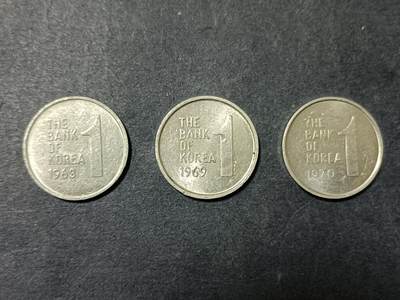 THE
BANK
OF
KOREA
1968
1
THE
BANK
OF
KOREA
1969
1
THE
BANK
OF
KOREA
1970
1